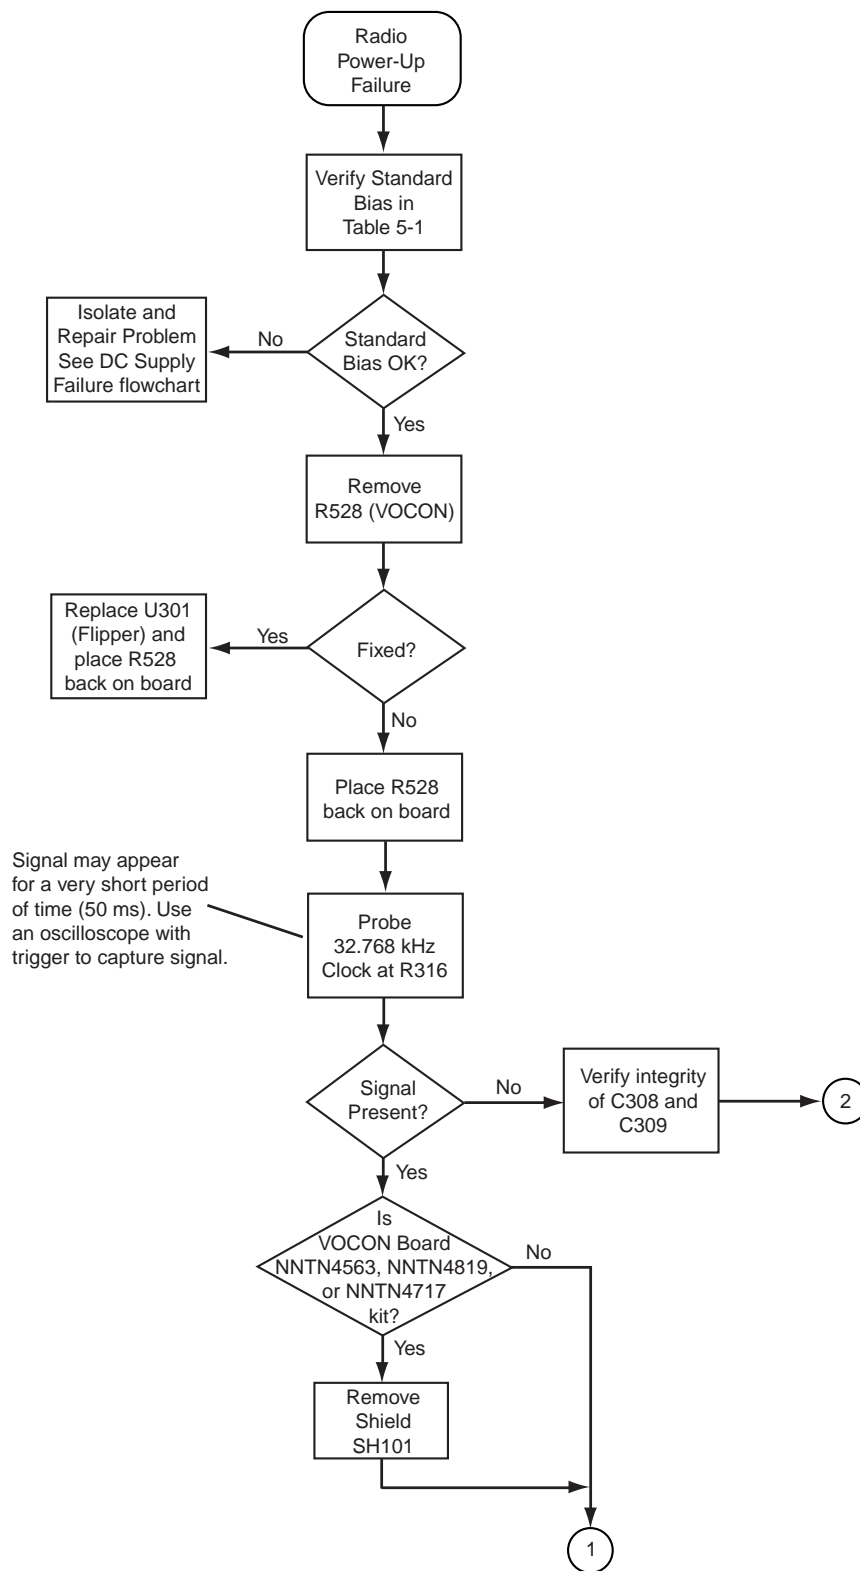 Radio
Power-Up
Failure
Verify Standard
Bias in
Table 5-1
Isolate and
Repair Problem
See DC Supply
Failure flowchart
No
Standard
Bias OK?
Yes
Remove
R528 (VOCON)
Replace U301
(Flipper) and
place R528
back on board
Yes
Fixed?
No
Place R528
back on board
Signal may appear
for a very short period
of time (50 ms). Use
an oscilloscope with
trigger to capture signal.
Probe
32.768 kHz
Clock at R316
Signal
Present?
No
Verify integrity
of C308 and
C309
2
Yes
Is
VOCON Board
NNTN4563, NNTN4819,
or NNTN4717
kit?
No
Yes
Remove
Shield
SH101
1